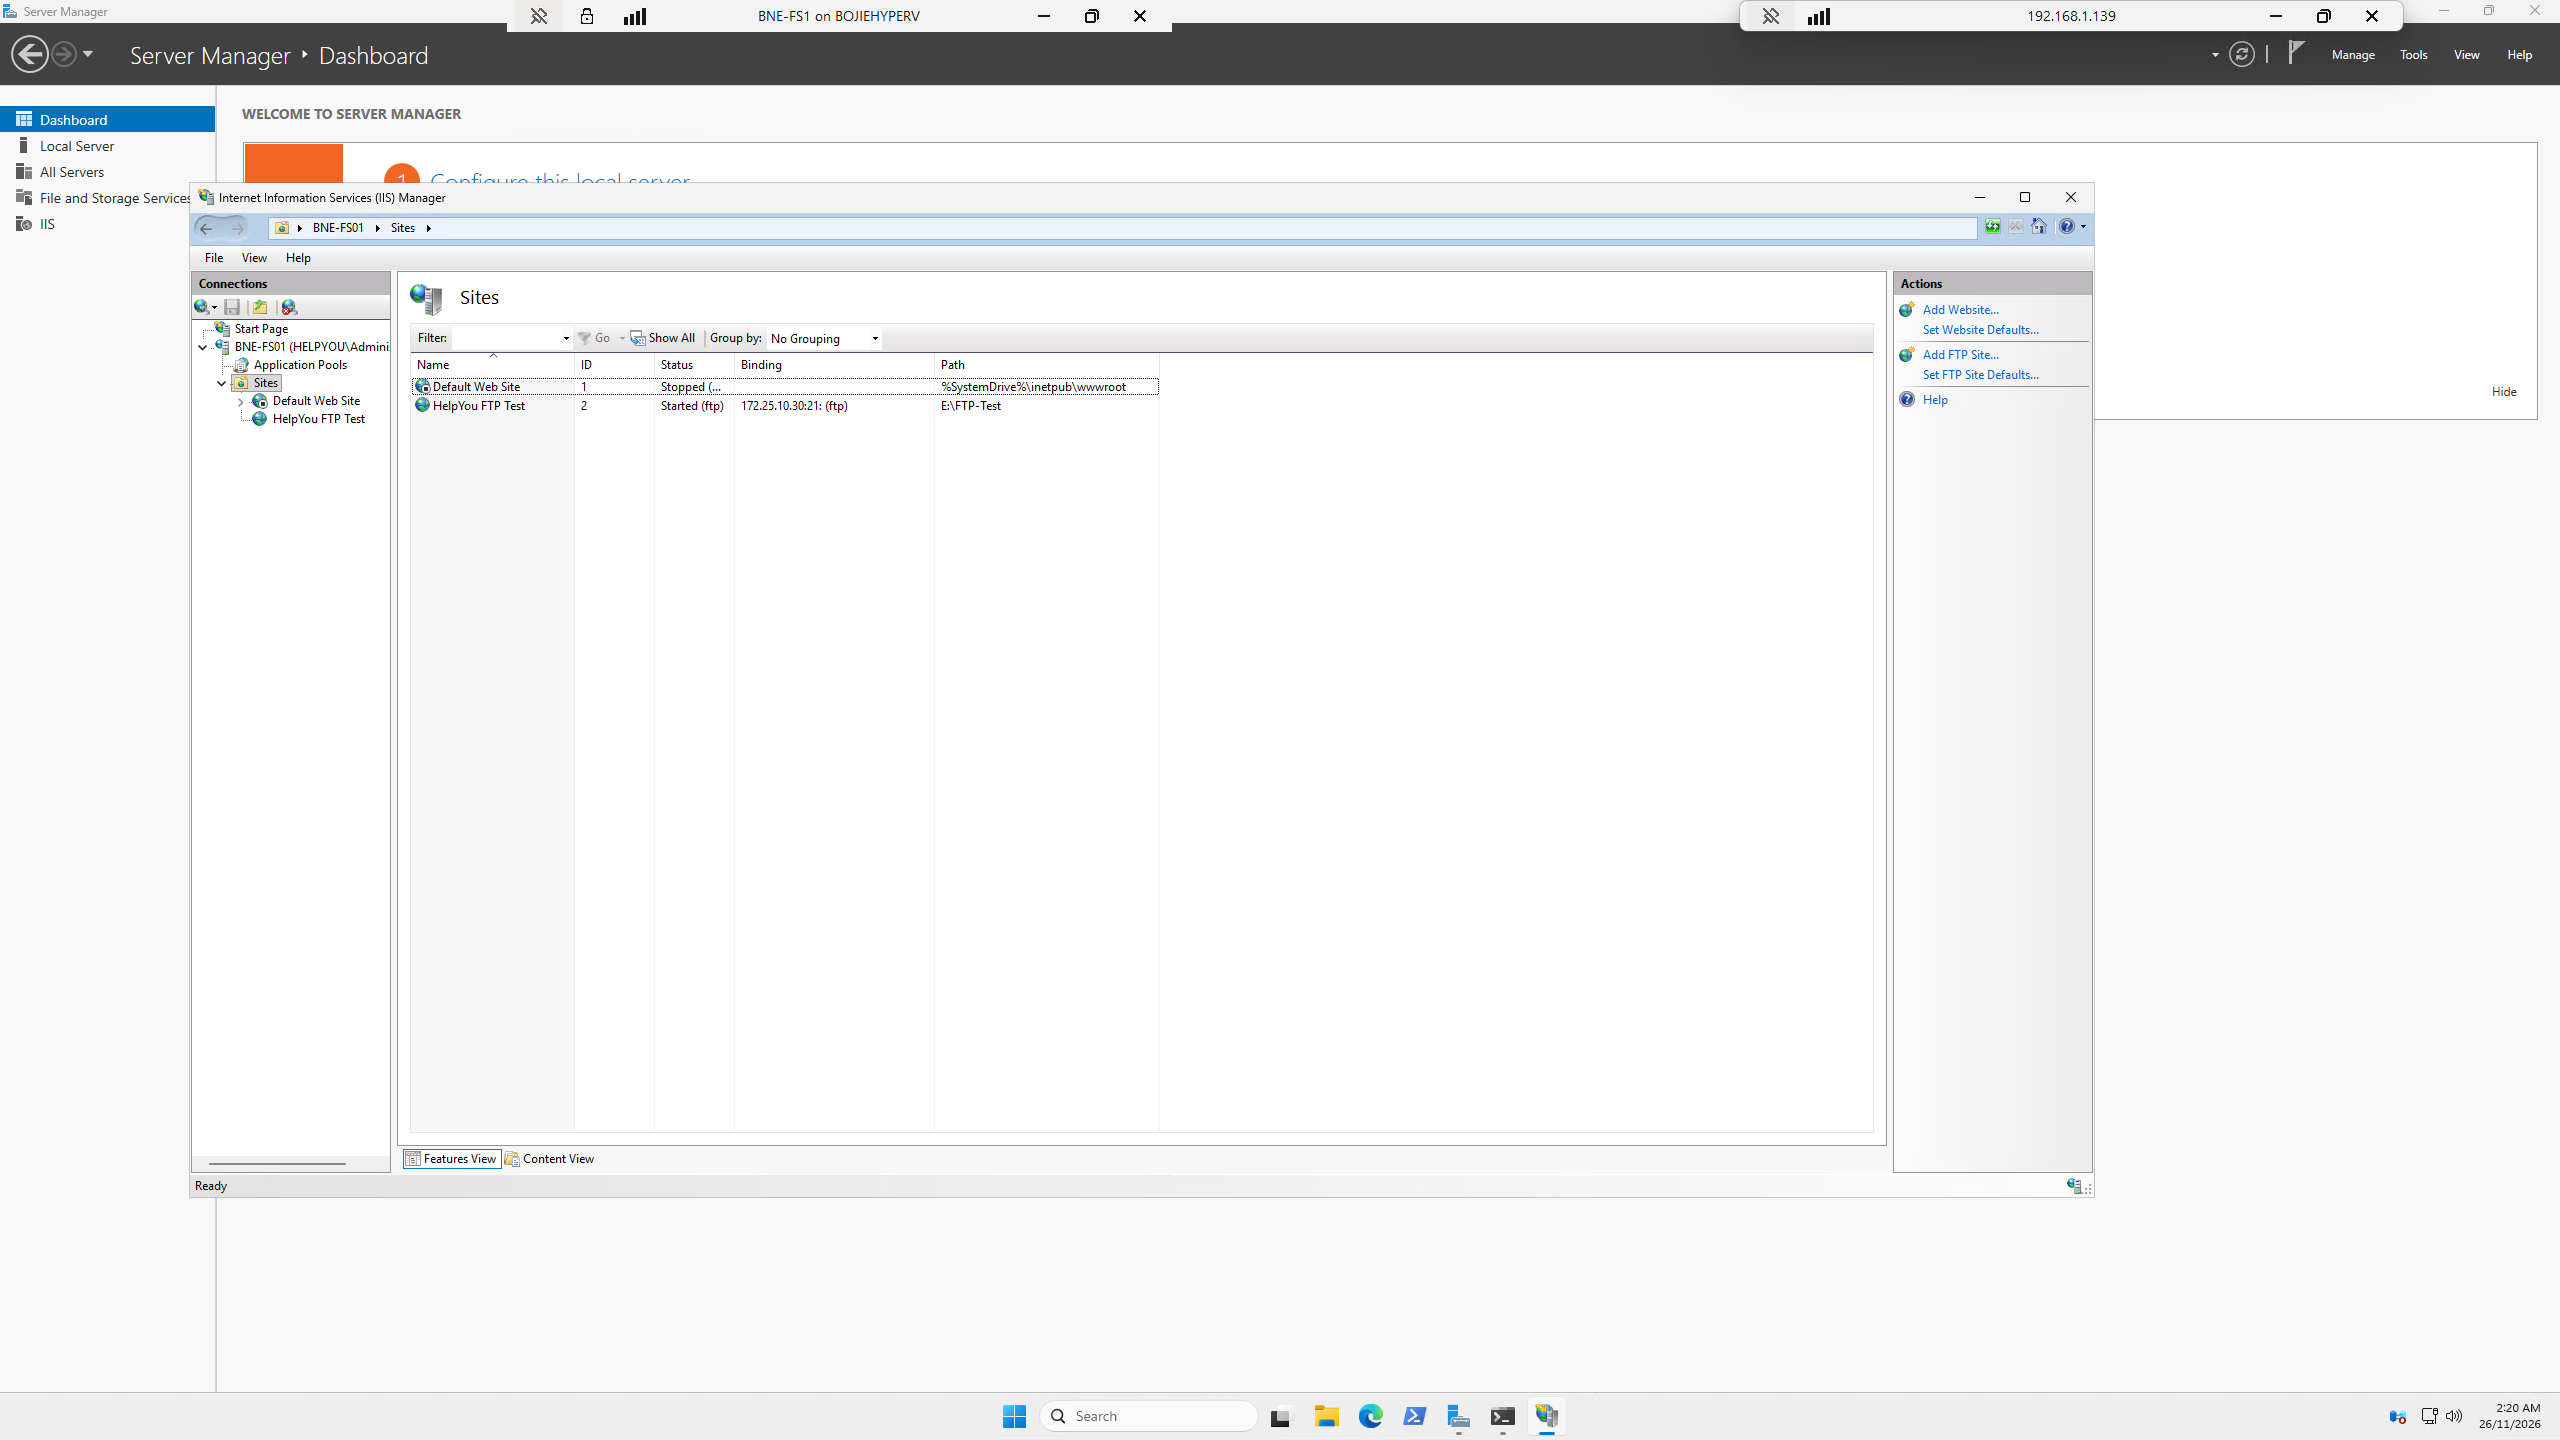 Server Manager
BNE-FS1 on BOJIEHYPERV
192.168.1.139
Server Manager ‣ Dashboard
Manage Tools View Help
Dashboard
Local Server
All Servers
File and Storage Services
IIS
WELCOME TO SERVER MANAGER
1 Configure this local server
Hide
Internet Information Services (IIS) Manager
BNE-FS01 Sites
File View Help
Connections
Start Page
BNE-FS01 (HELPYOU\Admini
Application Pools
Sites
Default Web Site
HelpYou FTP Test
Sites
Filter: Go Show All Group by: No Grouping
Name ID Status Binding Path
Default Web Site 1 Stopped (... %SystemDrive%\inetpub\wwwroot
HelpYou FTP Test 2 Started (ftp) 172.25.10.30:21: (ftp) E:\FTP-Test
Features View Content View
Actions
Add Website...
Set Website Defaults...
Add FTP Site...
Set FTP Site Defaults...
Help
Ready
Search
2:20 AM
26/11/2026